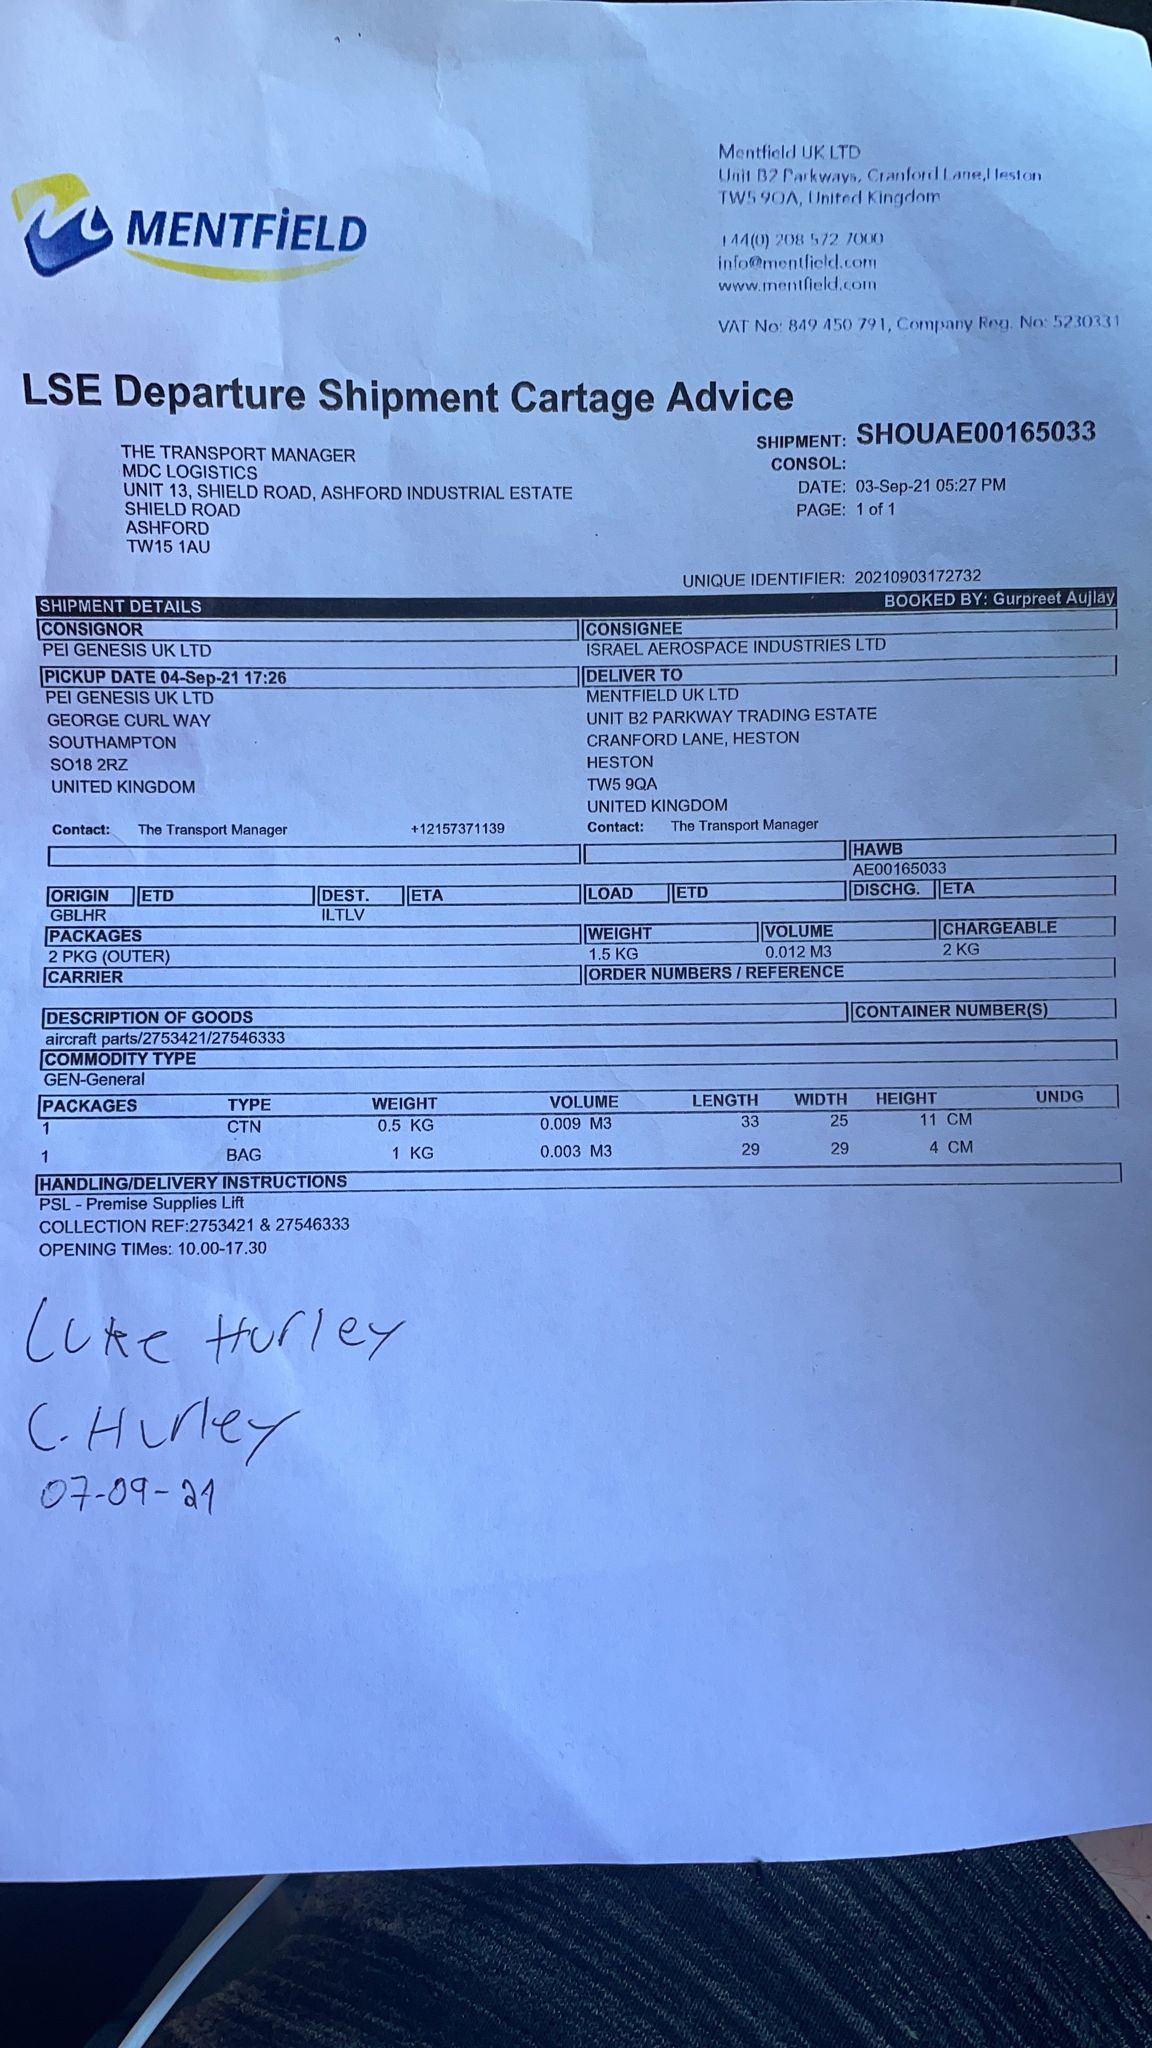 MENTFiELD
Mentfield UK LTD
Unit B2 Parkways, Cranford Lane,Heston
TW5 9QA, United Kingdom
+44(0) 208 572 7000
info@mentfield.com
www.mentfield.com
VAT No: 849 450 791, Company Reg. No: 5230331
LSE Departure Shipment Cartage Advice
THE TRANSPORT MANAGER
MDC LOGISTICS
UNIT 13, SHIELD ROAD, ASHFORD INDUSTRIAL ESTATE
SHIELD ROAD
ASHFORD
TW15 1AU
SHIPMENT: SHOUAE00165033
CONSOL:
DATE: 03-Sep-21 05:27 PM
PAGE: 1 of 1
UNIQUE IDENTIFIER: 20210903172732
SHIPMENT DETAILS BOOKED BY: Gurpreet Aujlay
CONSIGNOR CONSIGNEE
PEI GENESIS UK LTD ISRAEL AEROSPACE INDUSTRIES LTD
PICKUP DATE 04-Sep-21 17:26 DELIVER TO
PEI GENESIS UK LTD MENTFIELD UK LTD
GEORGE CURL WAY UNIT B2 PARKWAY TRADING ESTATE
SOUTHAMPTON CRANFORD LANE, HESTON
SO18 2RZ HESTON
UNITED KINGDOM TW5 9QA
UNITED KINGDOM
Contact: The Transport Manager +12157371139 Contact: The Transport Manager
HAWB
AE00165033
ORIGIN ETD DEST. ETA LOAD ETD DISCHG. ETA
GBLHR ILTLV
PACKAGES WEIGHT VOLUME CHARGEABLE
2 PKG (OUTER) 1.5 KG 0.012 M3 2 KG
CARRIER ORDER NUMBERS / REFERENCE
DESCRIPTION OF GOODS CONTAINER NUMBER(S)
aircraft parts/2753421/27546333
COMMODITY TYPE
GEN-General
PACKAGES TYPE WEIGHT VOLUME LENGTH WIDTH HEIGHT UNDG
1 CTN 0.5 KG 0.009 M3 33 25 11 CM
1 BAG 1 KG 0.003 M3 29 29 4 CM
HANDLING/DELIVERY INSTRUCTIONS
PSL - Premise Supplies Lift
COLLECTION REF:2753421 & 27546333
OPENING TIMes: 10.00-17.30
Luke Hurley
L. Hurley
07-09-21